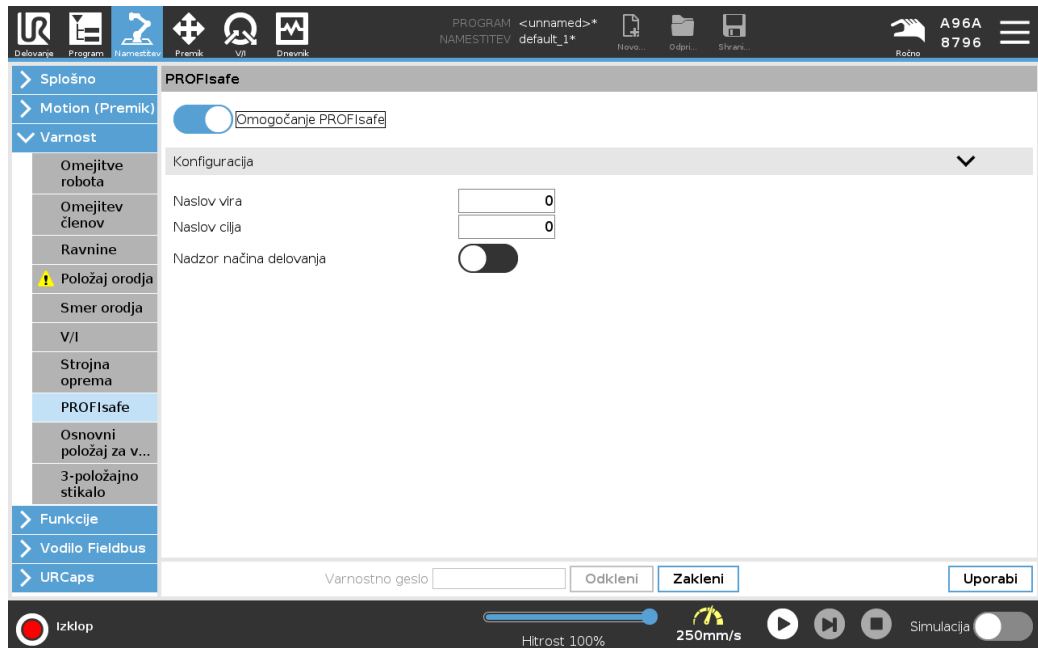 UR
PROGRAM <unnamed>*
NAMESTITEV default_1*
Delovanje Program Namestitev Premik V/I Dnevnik Novo... Odpri... Shrani... Ročno
A96A
8796
Splošno
Motion (Premik)
Varnost
Omejitve
robota
Omejitev
členov
Ravnine
Položaj orodja
Smer orodja
V/I
Strojna
oprema
PROFIsafe
Osnovni
položaj za v...
3-položajno
stikalo
Funkcije
Vodilo Fieldbus
URCaps
PROFIsafe
Omogočanje PROFIsafe
Konfiguracija
Naslov vira 0
Naslov cilja 0
Nadzor načina delovanja
Varnostno geslo Odkleni Zakleni Uporabi
Izklop
Hitrost 100%
250mm/s
Simulacija